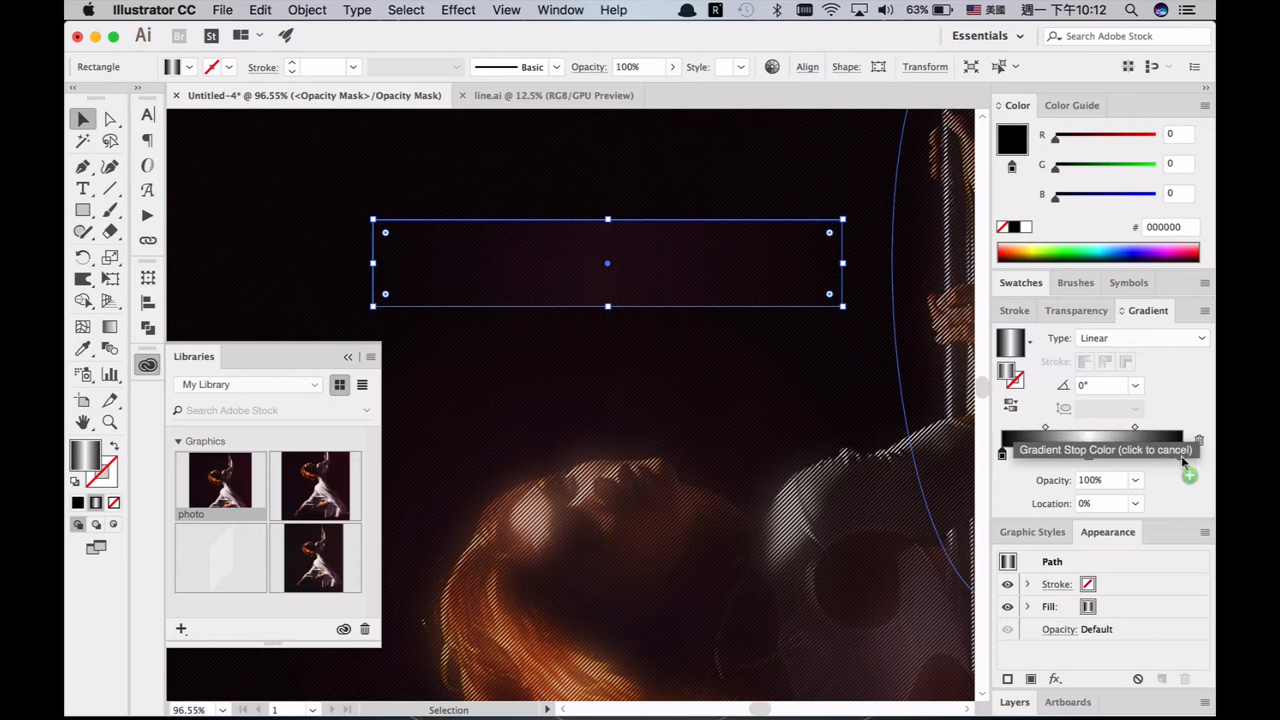 Illustrator CC File Edit Object Type Select Effect View Window Help 63% 美國 週一 下午10:12
Ai Br St Essentials Search Adobe Stock
Rectangle Stroke: Basic Opacity: 100% Style: Align Shape: Transform
Untitled-4* @ 96.55% (<Opacity Mask>/Opacity Mask) line.ai @ 12.5% (RGB/GPU Preview)
Color Color Guide
R 0
G 0
B 0
# 000000
Swatches Brushes Symbols
Stroke Transparency Gradient
Type: Linear
Stroke:
0°
Gradient Stop Color (click to cancel)
Opacity: 100%
Location: 0%
Graphic Styles Appearance
Path
Stroke:
Fill:
Opacity: Default
Layers Artboards
Libraries
My Library
Search Adobe Stock
Graphics
photo
96.55% 1 Selection